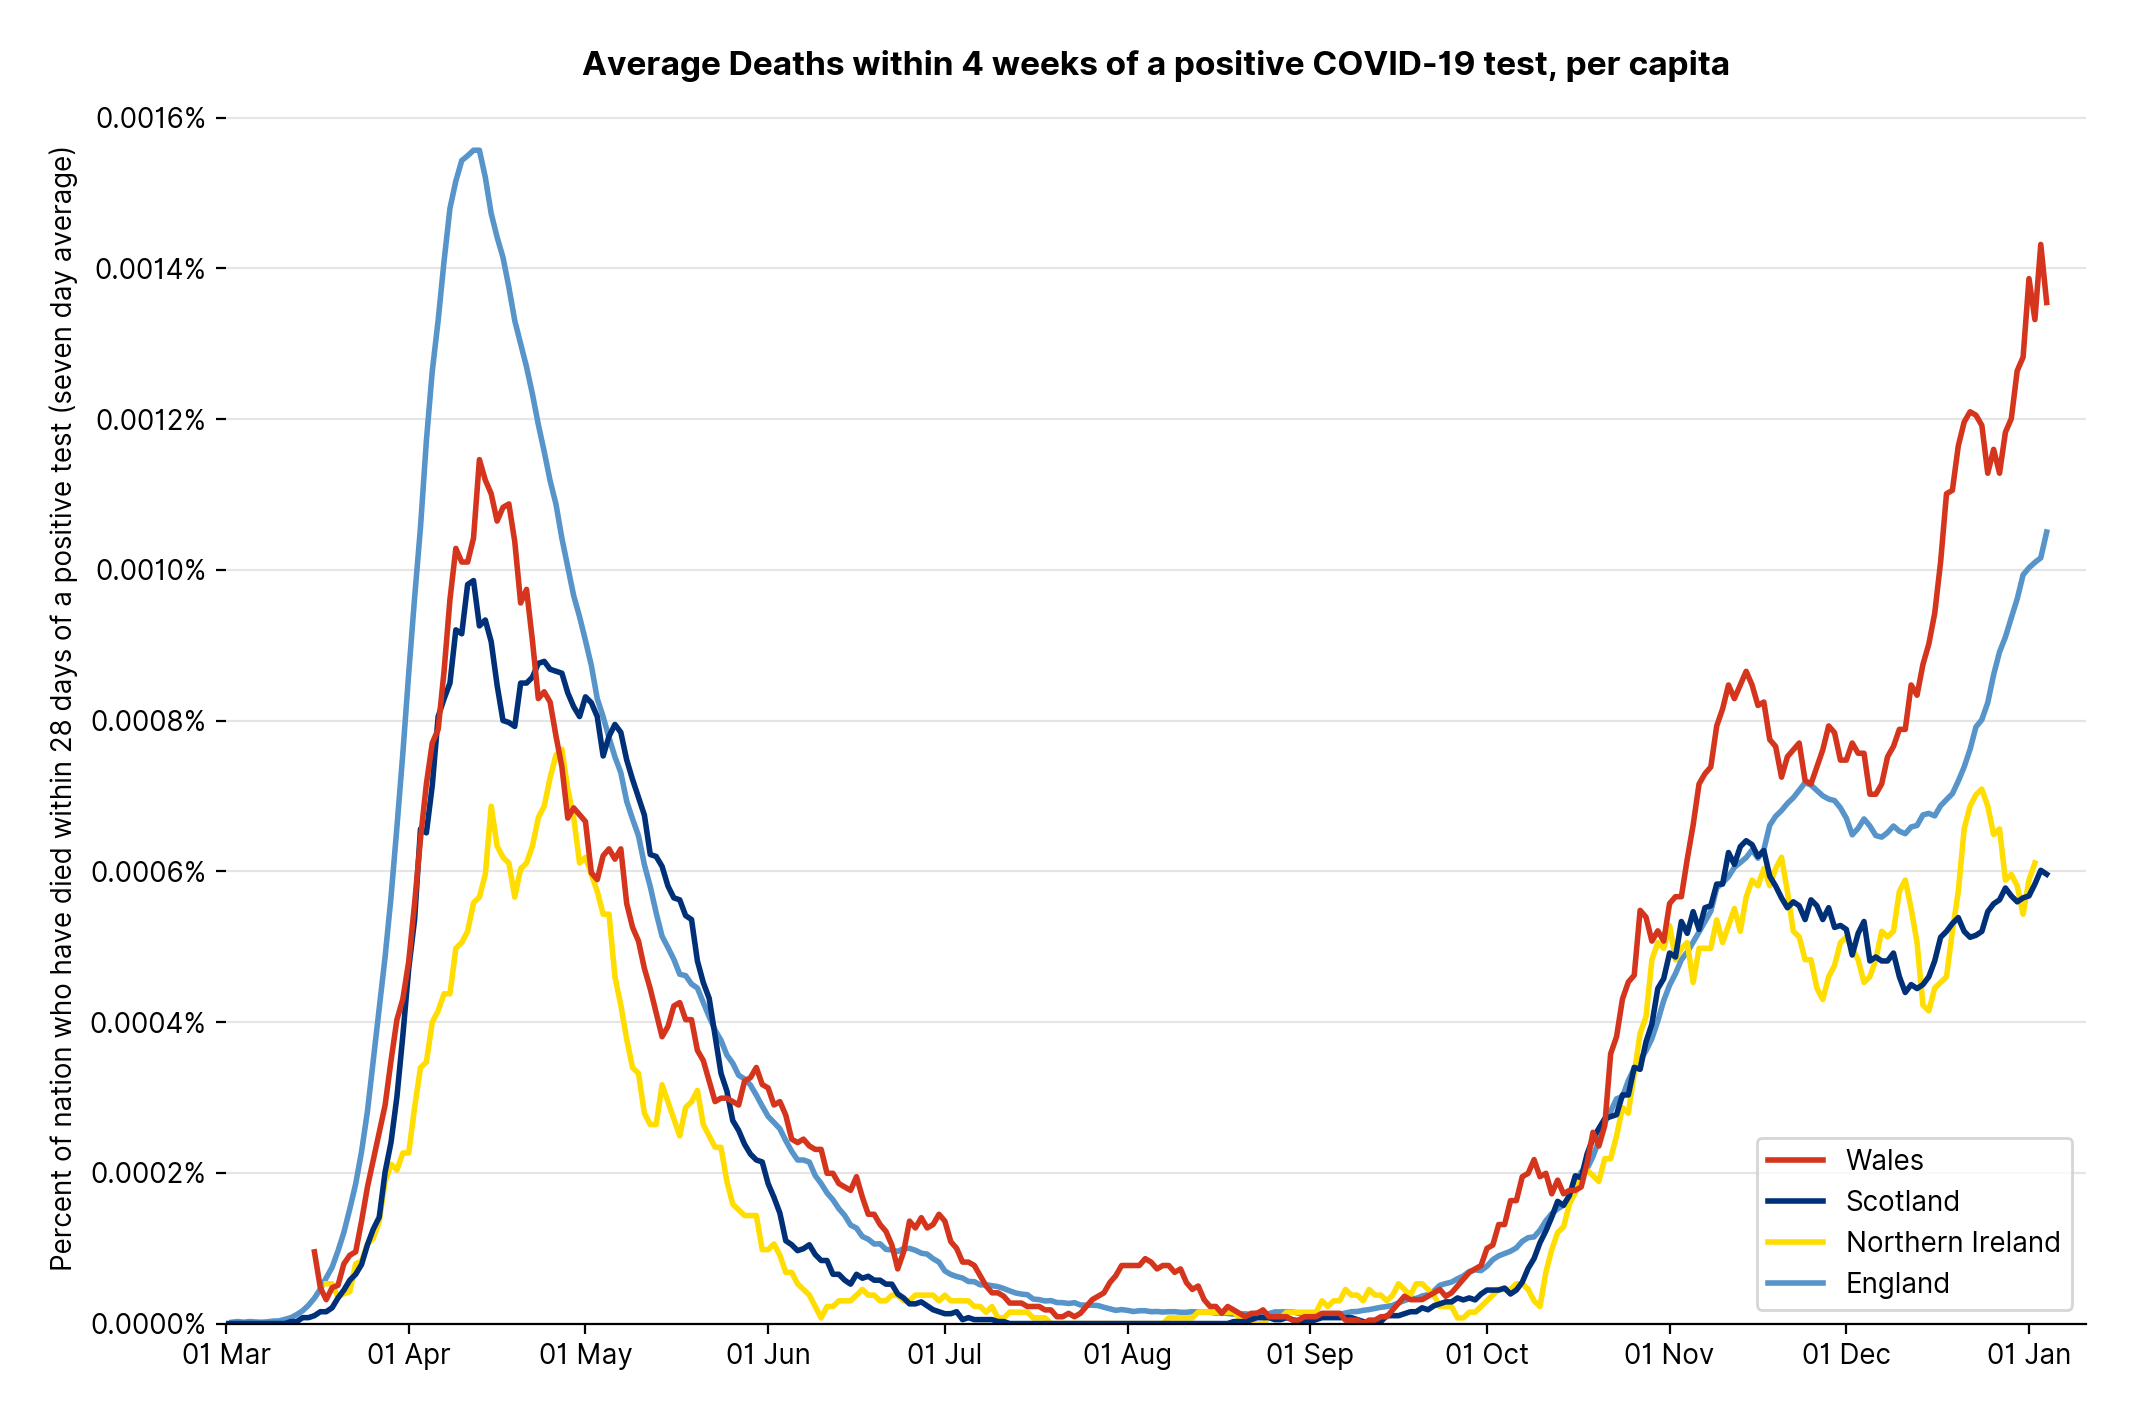 Average Deaths within 4 weeks of a positive COVID-19 test, per capita
Percent of nation who have died within 28 days of a positive test (seven day average)
0.0016%
0.0014%
0.0012%
0.0010%
0.0008%
0.0006%
0.0004%
0.0002%
0.0000%
01 Mar
01 Apr
01 May
01 Jun
01 Jul
01 Aug
01 Sep
01 Oct
01 Nov
01 Dec
01 Jan
Wales
Scotland
Northern Ireland
England